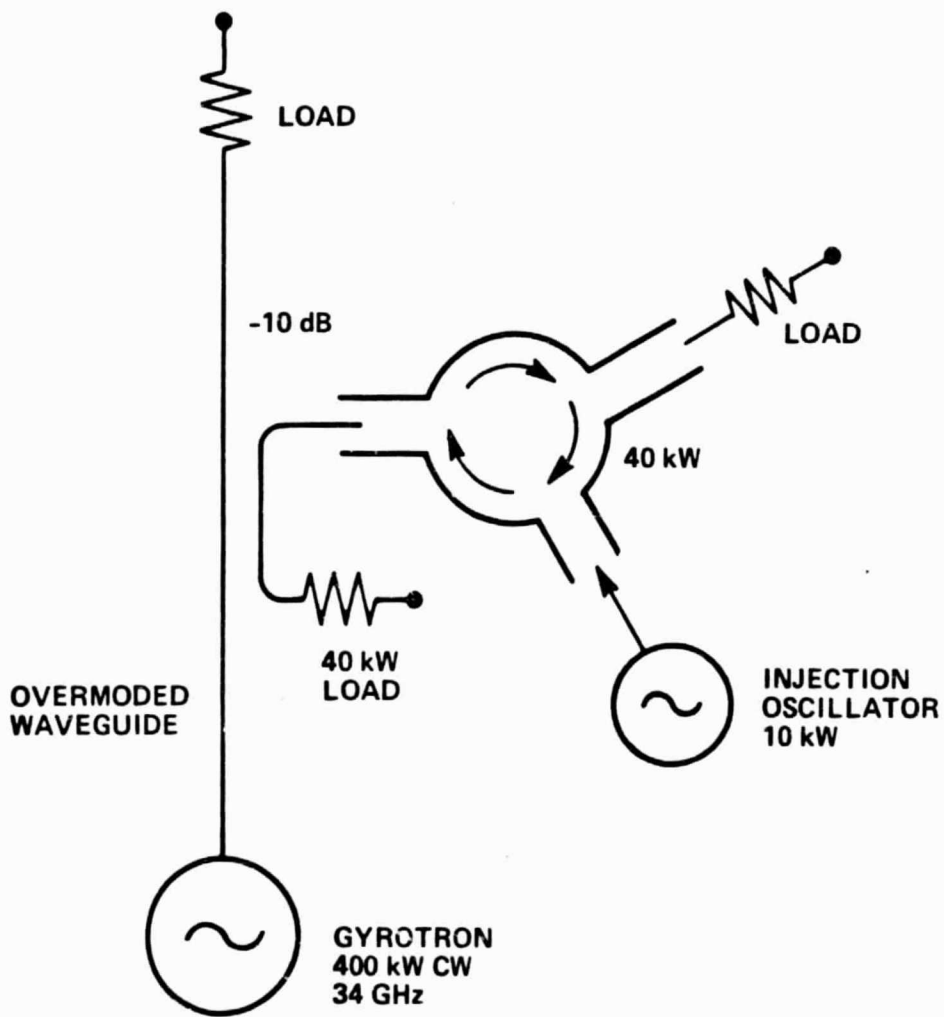 LOAD
-10 dB
LOAD
40 kW
40 kW
LOAD
OVERMODED
WAVEGUIDE
INJECTION
OSCILLATOR
10 kW
GYROTRON
400 kW CW
34 GHz